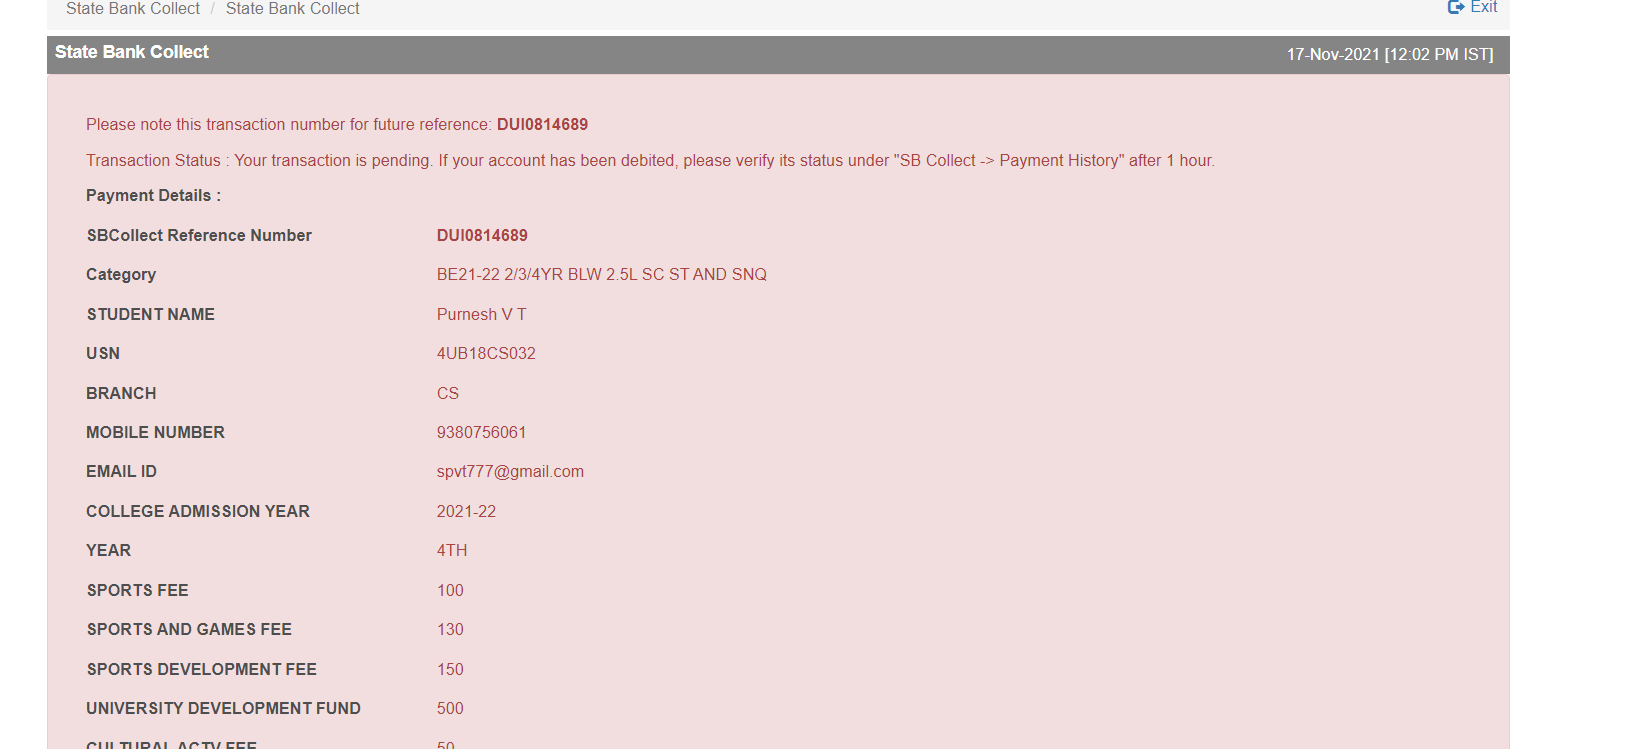 State Bank Collect / State Bank Collect Exit
State Bank Collect 17-Nov-2021 [12:02 PM IST]
Please note this transaction number for future reference: DUI0814689
Transaction Status : Your transaction is pending. If your account has been debited, please verify its status under "SB Collect -> Payment History" after 1 hour.
Payment Details :
SBCollect Reference Number DUI0814689
Category BE21-22 2/3/4YR BLW 2.5L SC ST AND SNQ
STUDENT NAME Purnesh V T
USN 4UB18CS032
BRANCH CS
MOBILE NUMBER 9380756061
EMAIL ID spvt777@gmail.com
COLLEGE ADMISSION YEAR 2021-22
YEAR 4TH
SPORTS FEE 100
SPORTS AND GAMES FEE 130
SPORTS DEVELOPMENT FEE 150
UNIVERSITY DEVELOPMENT FUND 500
CULTURAL ACTV FEE 50